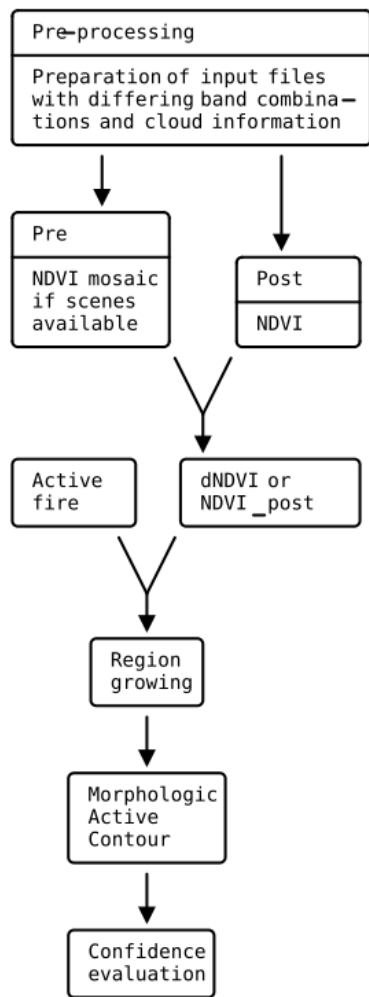 Pre-processing
Preparation of input files
with differing band combina-
tions and cloud information
Pre
NDVI mosaic
if scenes
available
Post
NDVI
Active
fire
dNDVI or
NDVI_post
Region
growing
Morphologic
Active
Contour
Confidence
evaluation